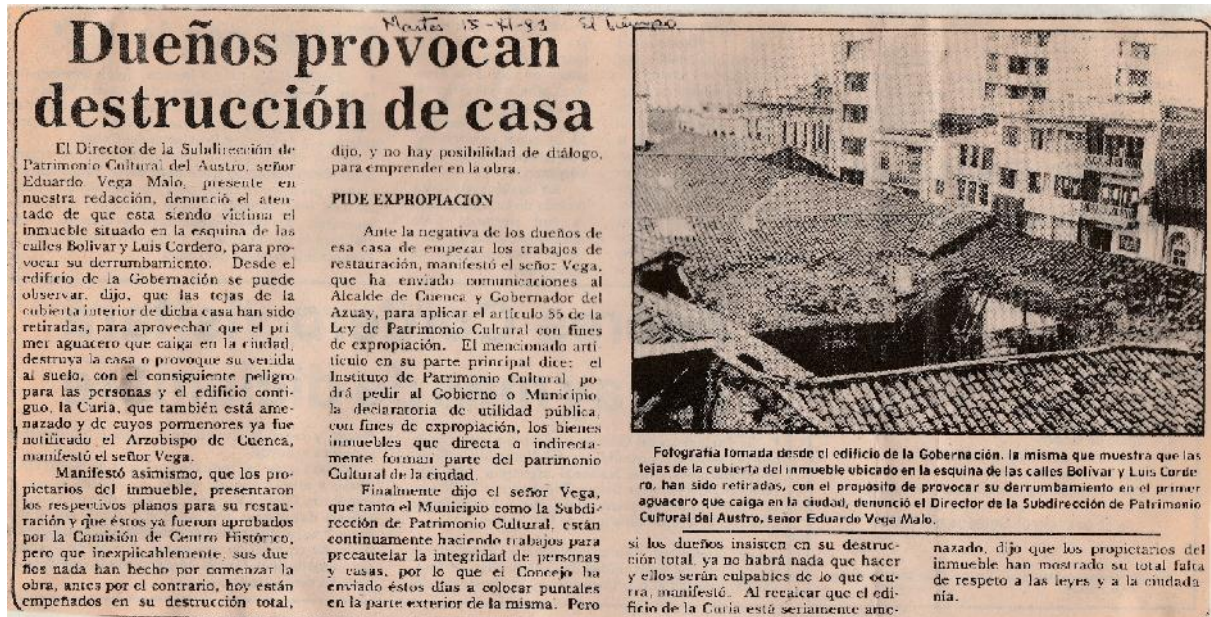 Martes 15-XI-83 El Tiempo
Dueños provocan
destrucción de casa
El Director de la Subdirección de
Patrimonio Cultural del Austro, señor
Eduardo Vega Malo, presente en
nuestra redacción, denunció el aten-
tado de que esta siendo víctima el
inmueble situado en la esquina de las
calles Bolívar y Luis Cordero, para pro-
vocar su derrumbamiento. Desde el
edificio de la Gobernación se puede
observar, dijo, que las tejas de la
cubierta interior de dicha casa han sido
retiradas, para aprovechar que el pri-
mer aguacero que caiga en la ciudad,
destruya la casa o provoque su venida
al suelo, con el consiguiente peligro
para las personas y el edificio conti-
guo, la Curia, que también está ame-
nazado y de cuyos pormenores ya fue
notificado el Arzobispo de Cuenca,
manifestó el señor Vega.
Manifestó asimismo, que los pro-
pietarios del inmueble, presentaron
los respectivos planos para su restau-
ración y que éstos ya fueron aprobados
por la Comisión de Centro Histórico,
pero que inexplicablemente, sus due-
ños nada han hecho por comenzar la
obra, antes por el contrario, hoy están
empeñados en su destrucción total,
dijo, y no hay posibilidad de diálogo,
para emprender en la obra.
PIDE EXPROPIACION
Ante la negativa de los dueños de
esa casa de empezar los trabajos de
restauración, manifestó el señor Vega,
que ha enviado comunicaciones al
Alcalde de Cuenca y Gobernador del
Azuay, para aplicar el artículo 55 de la
Ley de Patrimonio Cultural con fines
de expropiación. El mencionado artí-
tículo en su parte principal dice: el
Instituto de Patrimonio Cultural, po-
drá pedir al Gobierno o Municipio
la declaratoria de utilidad pública,
con fines de expropiación, los bienes
inmuebles que directa o indirecta-
mente forman parte del patrimonio
Cultural de la ciudad.
Finalmente dijo el señor Vega,
que tanto el Municipio como la Subdi-
rección de Patrimonio Cultural, están
continuamente haciendo trabajos para
precautelar la integridad de personas
y casas, por lo que el Concejo ha
enviado éstos días a colocar puntales
en la parte exterior de la misma. Pero
Fotografía tomada desde el edificio de la Gobernación, la misma que muestra que las
tejas de la cubierta del inmueble ubicado en la esquina de las calles Bolívar y Luis Corde-
ro, han sido retiradas, con el propósito de provocar su derrumbamiento en el primer
aguacero que caiga en la ciudad, denunció el Director de la Subdirección de Patrimonio
Cultural del Austro, señor Eduardo Vega Malo.
si los dueños insisten en su destruc-
ción total, ya no habrá nada que hacer
y ellos serán culpables de lo que ocu-
rra, manifestó. Al recalcar que el edi-
ficio de la Curia está seriamente ame-
nazado, dijo que los propietarios del
inmueble han mostrado su total falta
de respeto a las leyes y a la ciudada-
nía.